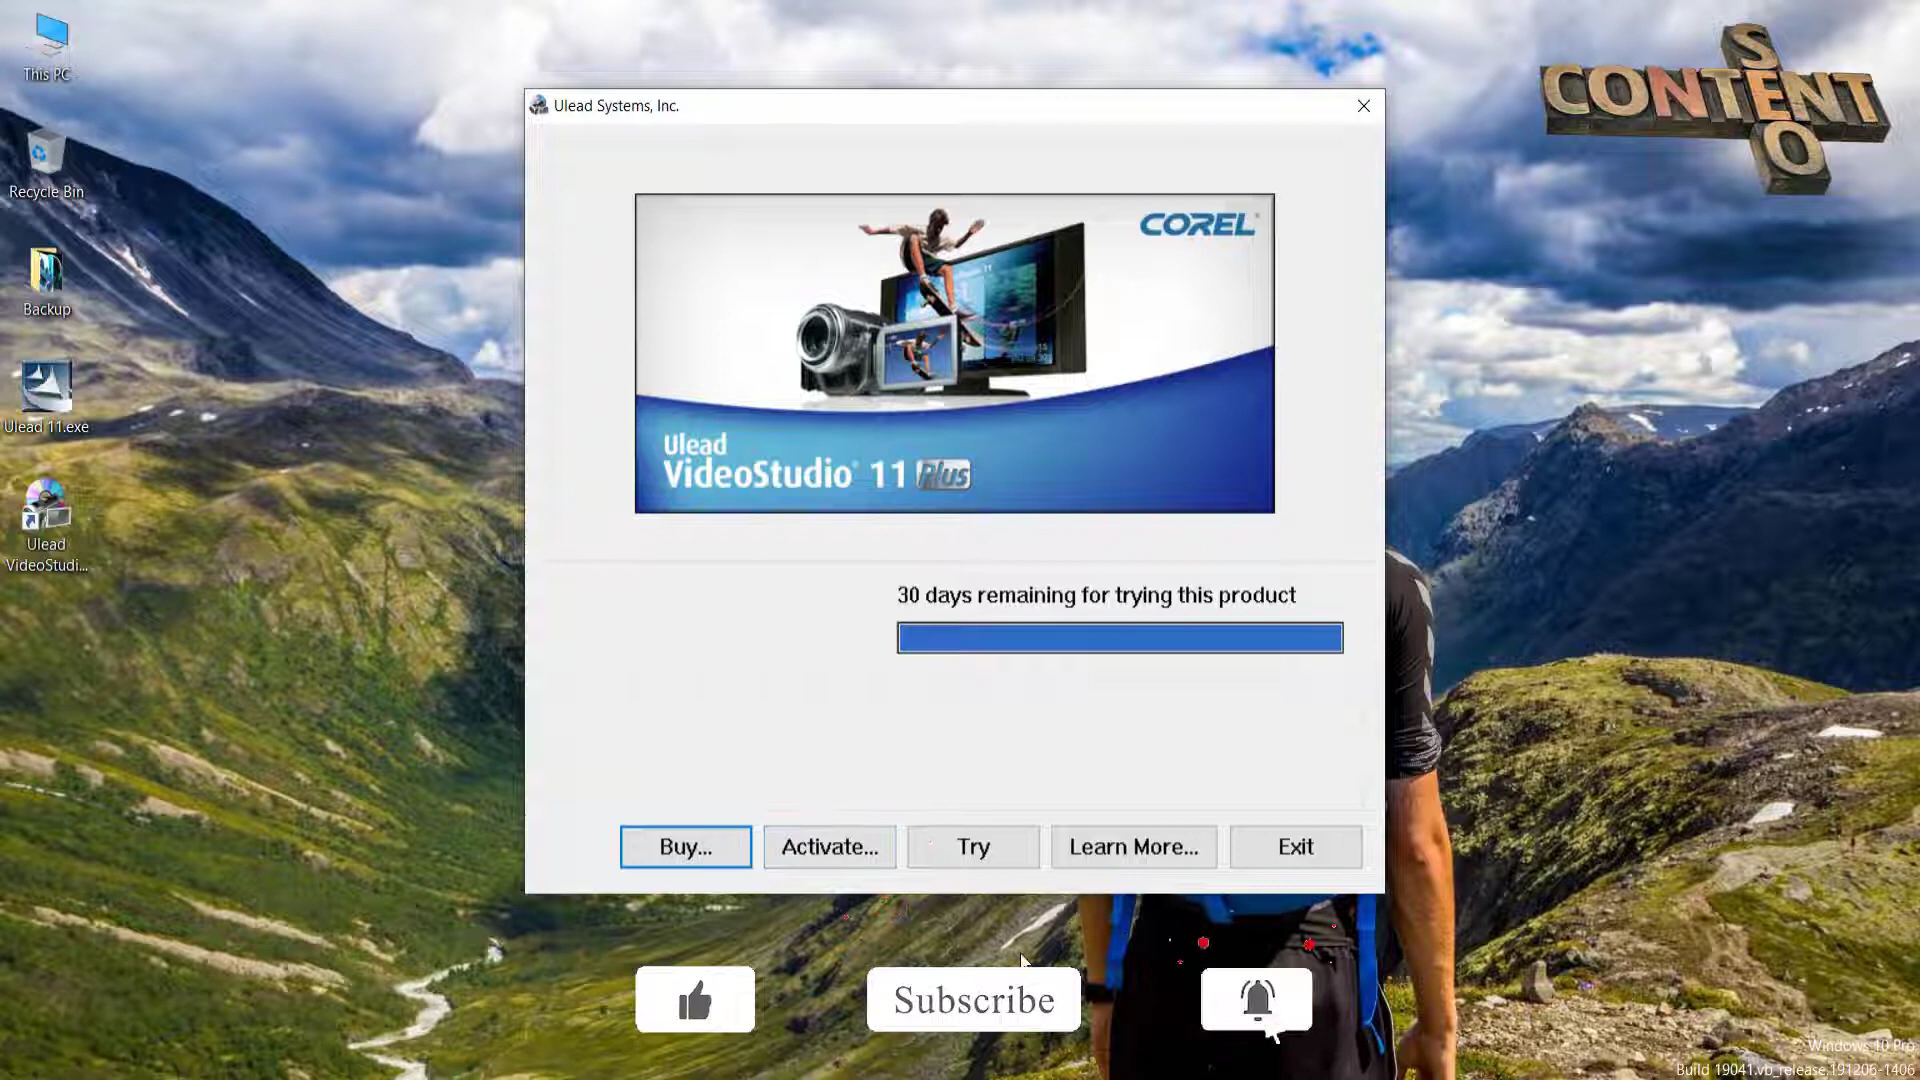 This PC
Recycle Bin
Backup
Ulead 11.exe
Ulead
VideoStudi...
Ulead Systems, Inc.
COREL
Ulead
VideoStudio 11 Plus
30 days remaining for trying this product
Buy...
Activate...
Try
Learn More...
Exit
Subscribe
CONTENT
SEO
Windows 10 Pro
Build 19041.vb_release.191206-1406